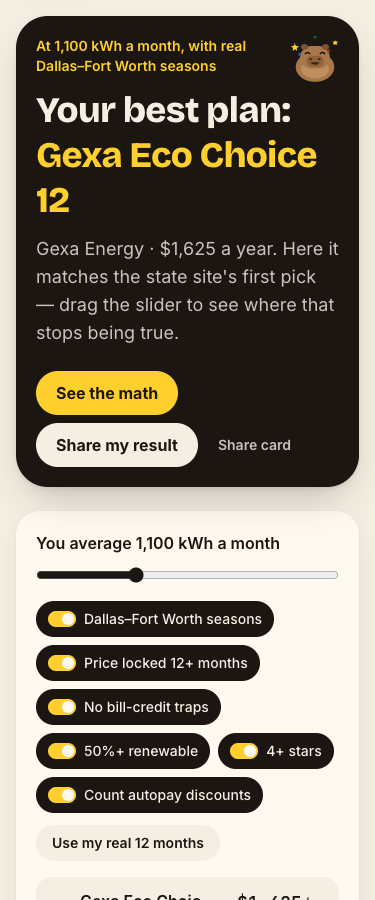 At 1,100 kWh a month, with real
Dallas–Fort Worth seasons
Your best plan:
Gexa Eco Choice
12
Gexa Energy · $1,625 a year. Here it
matches the state site's first pick
— drag the slider to see where that
stops being true.
See the math
Share my result
Share card
You average 1,100 kWh a month
Dallas–Fort Worth seasons
Price locked 12+ months
No bill-credit traps
50%+ renewable
4+ stars
Count autopay discounts
Use my real 12 months